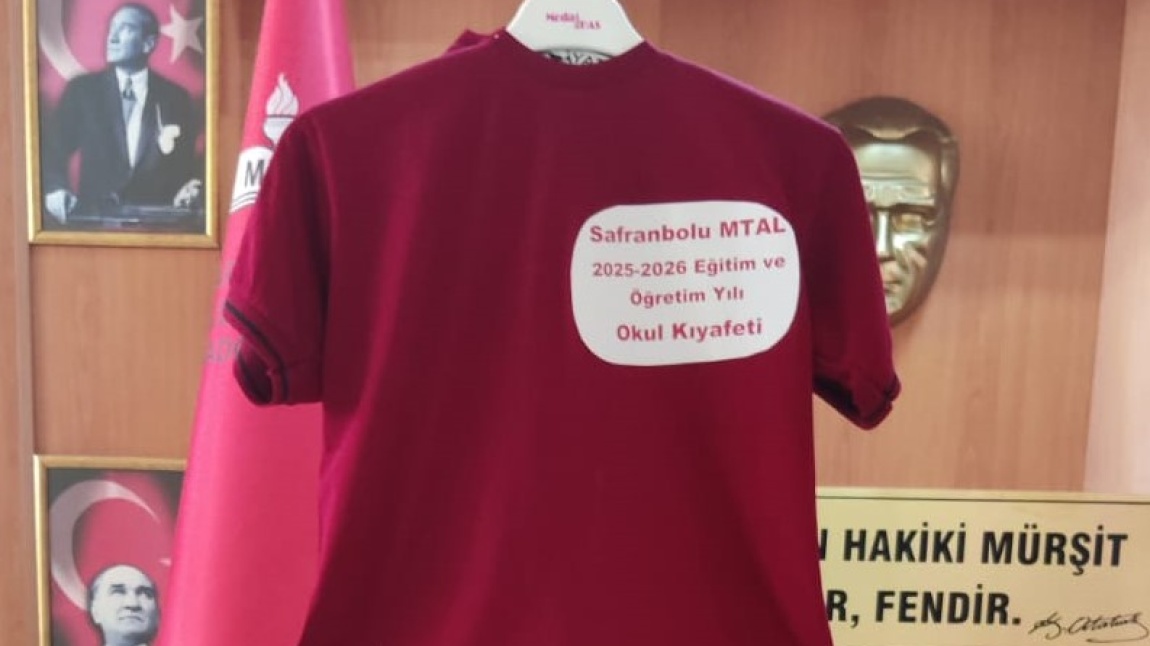 Safranbolu MTAL
2025-2026 Eğitim ve
Öğretim Yılı
Okul Kıyafeti
HAKİKİ MÜRŞİT
FENDİR.